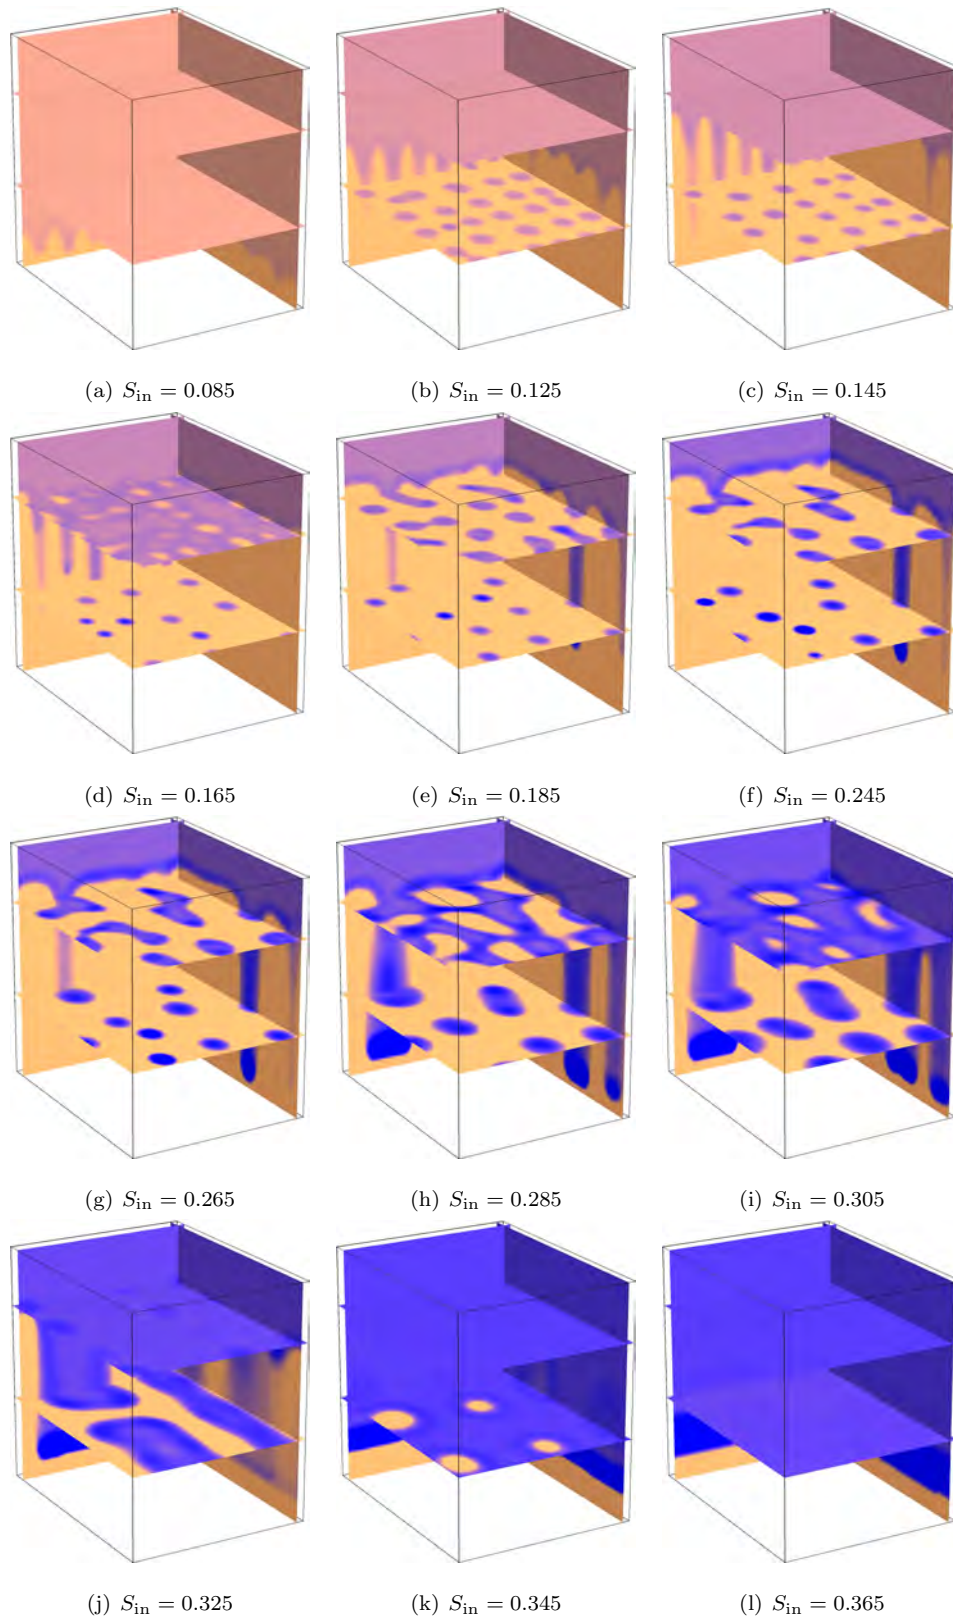 (a) S_in = 0.085
(b) S_in = 0.125
(c) S_in = 0.145
(d) S_in = 0.165
(e) S_in = 0.185
(f) S_in = 0.245
(g) S_in = 0.265
(h) S_in = 0.285
(i) S_in = 0.305
(j) S_in = 0.325
(k) S_in = 0.345
(l) S_in = 0.365